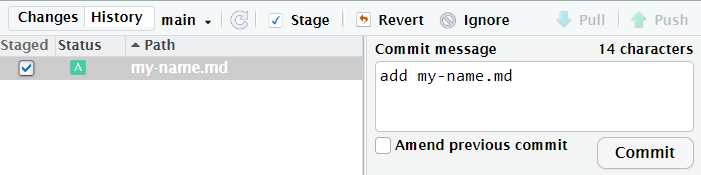 Changes History main Stage Revert Ignore Pull Push
Staged Status Path
A my-name.md
Commit message 14 characters
add my-name.md
Amend previous commit
Commit